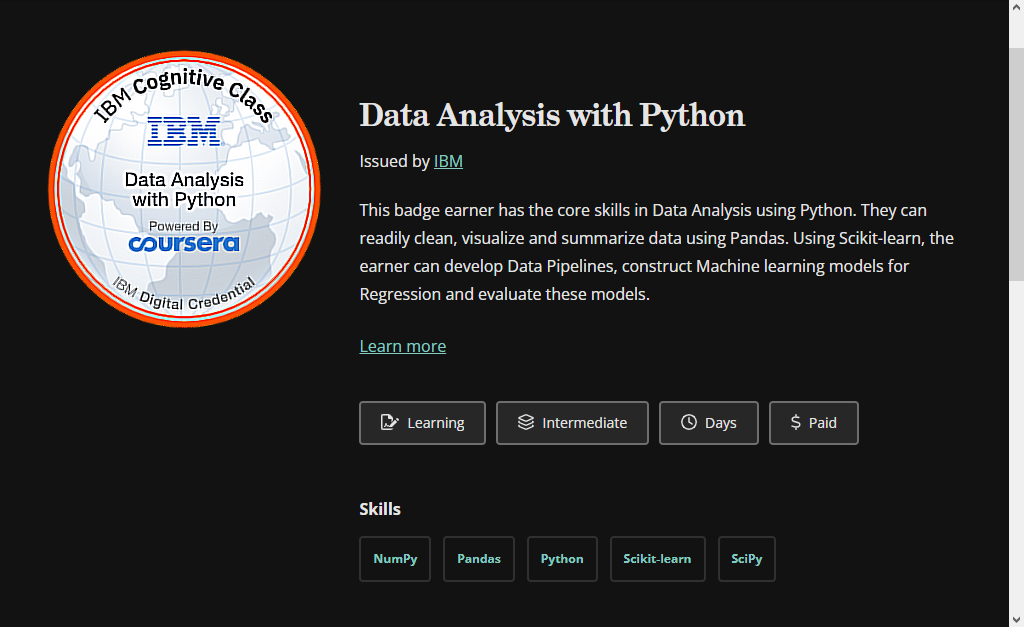 IBM Cognitive Class
IBM
Data Analysis
with Python
Powered By
coursera
IBM Digital Credential
Data Analysis with Python
Issued by IBM
This badge earner has the core skills in Data Analysis using Python. They can
readily clean, visualize and summarize data using Pandas. Using Scikit-learn, the
earner can develop Data Pipelines, construct Machine learning models for
Regression and evaluate these models.
Learn more
Learning
Intermediate
Days
Paid
Skills
NumPy
Pandas
Python
Scikit-learn
SciPy